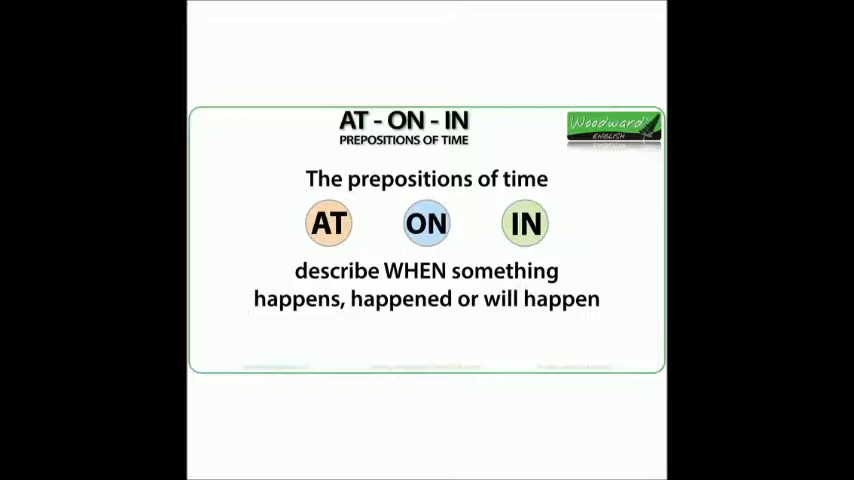 AT - ON - IN
PREPOSITIONS OF TIME
Woodward
ENGLISH
The prepositions of time
AT ON IN
describe WHEN something
happens, happened or will happen